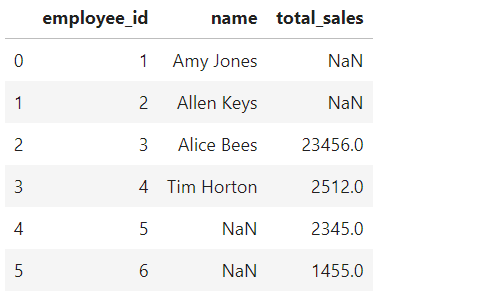 employee_id name total_sales
0 1 Amy Jones NaN
1 2 Allen Keys NaN
2 3 Alice Bees 23456.0
3 4 Tim Horton 2512.0
4 5 NaN 2345.0
5 6 NaN 1455.0